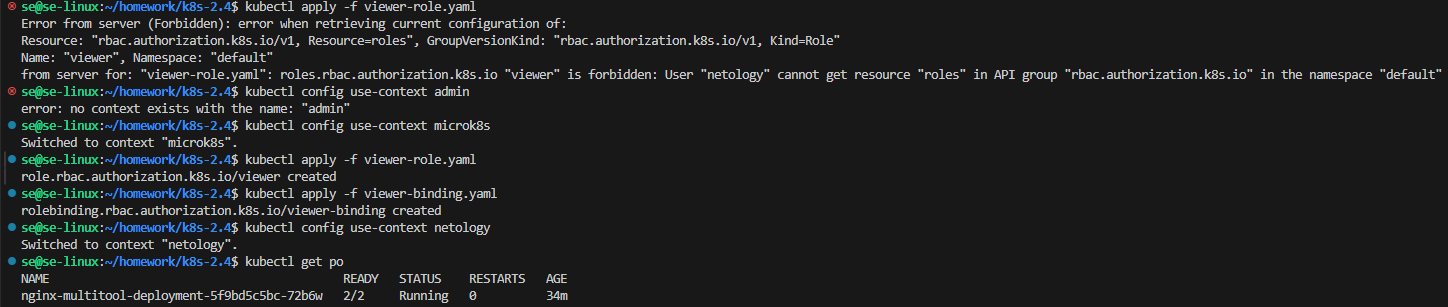 se@se-linux:~/homework/k8s-2.4$ kubectl apply -f viewer-role.yaml
Error from server (Forbidden): error when retrieving current configuration of:
Resource: "rbac.authorization.k8s.io/v1, Resource=roles", GroupVersionKind: "rbac.authorization.k8s.io/v1, Kind=Role"
Name: "viewer", Namespace: "default"
from server for: "viewer-role.yaml": roles.rbac.authorization.k8s.io "viewer" is forbidden: User "netology" cannot get resource "roles" in API group "rbac.authorization.k8s.io" in the namespace "default"
se@se-linux:~/homework/k8s-2.4$ kubectl config use-context admin
error: no context exists with the name: "admin"
se@se-linux:~/homework/k8s-2.4$ kubectl config use-context microk8s
Switched to context "microk8s".
se@se-linux:~/homework/k8s-2.4$ kubectl apply -f viewer-role.yaml
role.rbac.authorization.k8s.io/viewer created
se@se-linux:~/homework/k8s-2.4$ kubectl apply -f viewer-binding.yaml
rolebinding.rbac.authorization.k8s.io/viewer-binding created
se@se-linux:~/homework/k8s-2.4$ kubectl config use-context netology
Switched to context "netology".
se@se-linux:~/homework/k8s-2.4$ kubectl get po
NAME READY STATUS RESTARTS AGE
nginx-multitool-deployment-5f9bd5c5bc-72b6w 2/2 Running 0 34m